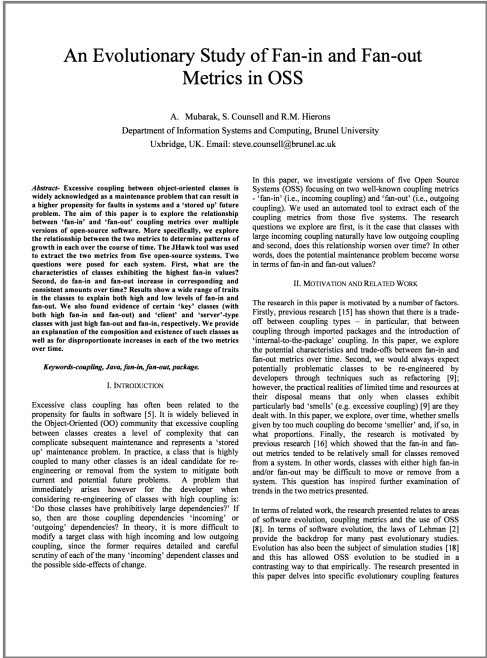 An Evolutionary Study of Fan-in and Fan-out
Metrics in OSS
A. Mubarak, S. Counsell and R.M. Hierons
Department of Information Systems and Computing, Brunel University
Uxbridge, UK. Email: steve.counsell@brunel.ac.uk
Abstract- Excessive coupling between object-oriented classes is
widely acknowledged as a maintenance problem that can result in
a higher propensity for faults in systems and a 'stored up' future
problem. The aim of this paper is to explore the relationship
between 'fan-in' and 'fan-out' coupling metrics over multiple
versions of open-source software. More specifically, we explore
the relationship between the two metrics to determine patterns of
growth in each over the course of time. The JHawk tool was used
to extract the two metrics from five open-source systems. Two
questions were posed for each system. First, what are the
characteristics of classes exhibiting the highest fan-in values?
Second, do fan-in and fan-out increase in corresponding and
consistent amounts over time? Results show a wide range of traits
in the classes to explain both high and low levels of fan-in and
fan-out. We also found evidence of certain 'key' classes (with
both high fan-in and fan-out) and 'client' and 'server'-type
classes with just high fan-out and fan-in, respectively. We provide
an explanation of the composition and existence of such classes as
well as for disproportionate increases in each of the two metrics
over time.
Keywords-coupling, Java, fan-in, fan-out, package.
I. INTRODUCTION
Excessive class coupling has often been related to the
propensity for faults in software [5]. It is widely believed in
the Object-Oriented (OO) community that excessive coupling
between classes creates a level of complexity that can
complicate subsequent maintenance and represents a 'stored
up' maintenance problem. In practice, a class that is highly
coupled to many other classes is an ideal candidate for re-
engineering or removal from the system to mitigate both
current and potential future problems. A problem that
immediately arises however for the developer when
considering re-engineering of classes with high coupling is:
'Do those classes have prohibitively large dependencies?' If
so, then are those coupling dependencies 'incoming' or
'outgoing' dependencies? In theory, it is more difficult to
modify a target class with high incoming and low outgoing
coupling, since the former requires detailed and careful
scrutiny of each of the many 'incoming' dependent classes and
the possible side-effects of change.
In this paper, we investigate versions of five Open Source
Systems (OSS) focusing on two well-known coupling metrics
- 'fan-in' (i.e., incoming coupling) and 'fan-out' (i.e., outgoing
coupling). We used an automated tool to extract each of the
coupling metrics from those five systems. The research
questions we explore are first, is it the case that classes with
large incoming coupling naturally have low outgoing coupling
and second, does this relationship worsen over time? In other
words, does the potential maintenance problem become worse
in terms of fan-in and fan-out values?
II. MOTIVATION AND RELATED WORK
The research in this paper is motivated by a number of factors.
Firstly, previous research [15] has shown that there is a trade-
off between coupling types – in particular, that between
coupling through imported packages and the introduction of
'internal-to-the-package' coupling. In this paper, we explore
the potential characteristics and trade-offs between fan-in and
fan-out metrics over time. Second, we would always expect
potentially problematic classes to be re-engineered by
developers through techniques such as refactoring [9];
however, the practical realities of limited time and resources at
their disposal means that only when classes exhibit
particularly bad 'smells' (e.g. excessive coupling) [9] are they
dealt with. In this paper, we explore, over time, whether smells
given by too much coupling do become 'smellier' and, if so, in
what proportions. Finally, the research is motivated by
previous research [16] which showed that the fan-in and fan-
out metrics tended to be relatively small for classes removed
from a system. In other words, classes with either high fan-in
and/or fan-out may be difficult to move or remove from a
system. This question has inspired further examination of
trends in the two metrics presented.
In terms of related work, the research presented relates to areas
of software evolution, coupling metrics and the use of OSS
[8]. In terms of software evolution, the laws of Lehman [2]
provide the backdrop for many past evolutionary studies.
Evolution has also been the subject of simulation studies [18]
and this has allowed OSS evolution to be studied in a
contrasting way to that empirically. The research presented in
this paper delves into specific evolutionary coupling features